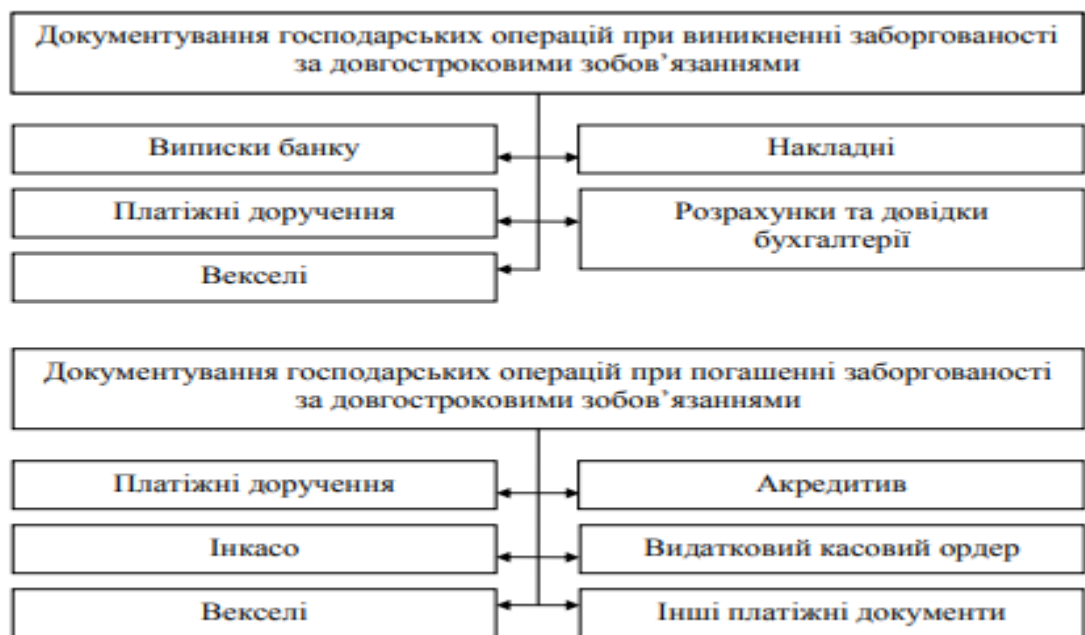 Документування господарських операцій при виникненні заборгованості
за довгостроковими зобов’язаннями
Виписки банку
Накладні
Платіжні доручення
Розрахунки та довідки
бухгалтерії
Векселі
Документування господарських операцій при погашенні заборгованості
за довгостроковими зобов’язаннями
Платіжні доручення
Акредитив
Інкасо
Видатковий касовий ордер
Векселі
Інші платіжні документи